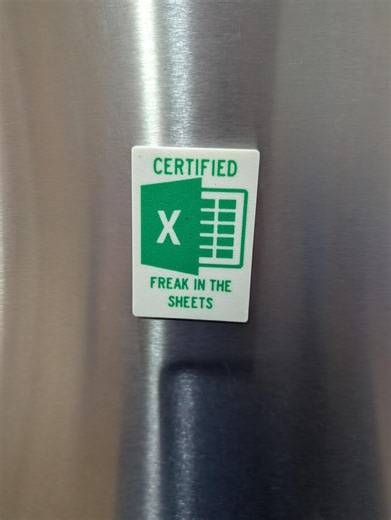 CERTIFIED
X
FREAK IN THE
SHEETS